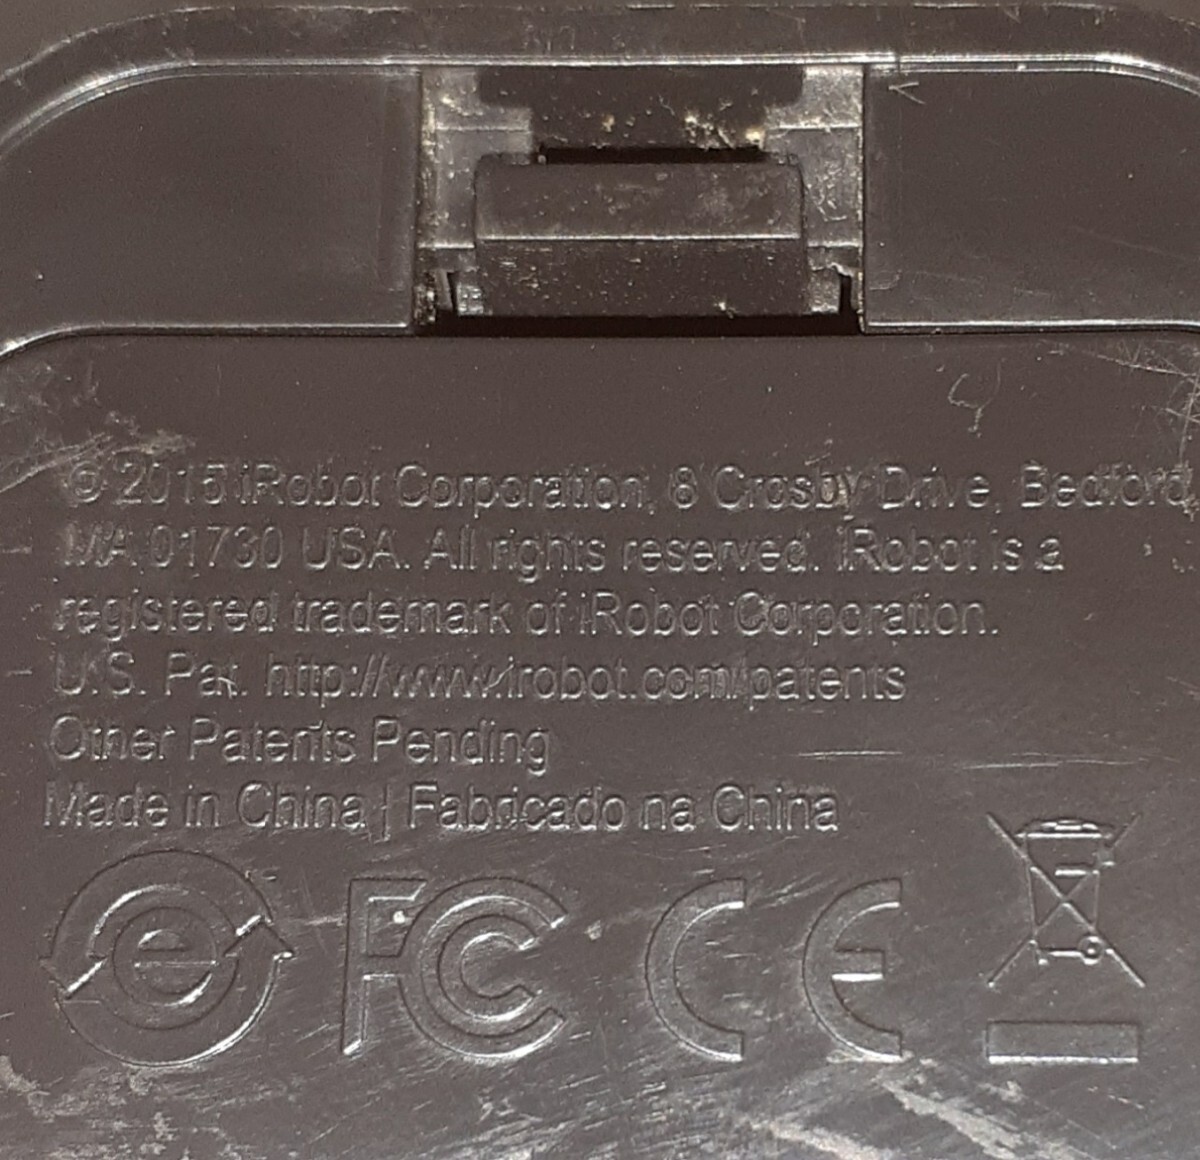 © 2015 iRobot Corporation, 8 Crosby Drive, Bedford,
MA 01730 USA. All rights reserved. iRobot is a
registered trademark of iRobot Corporation.
U.S. Pat. http://www.irobot.com/patents
Other Patents Pending
Made in China | Fabricado na China
e FC CE